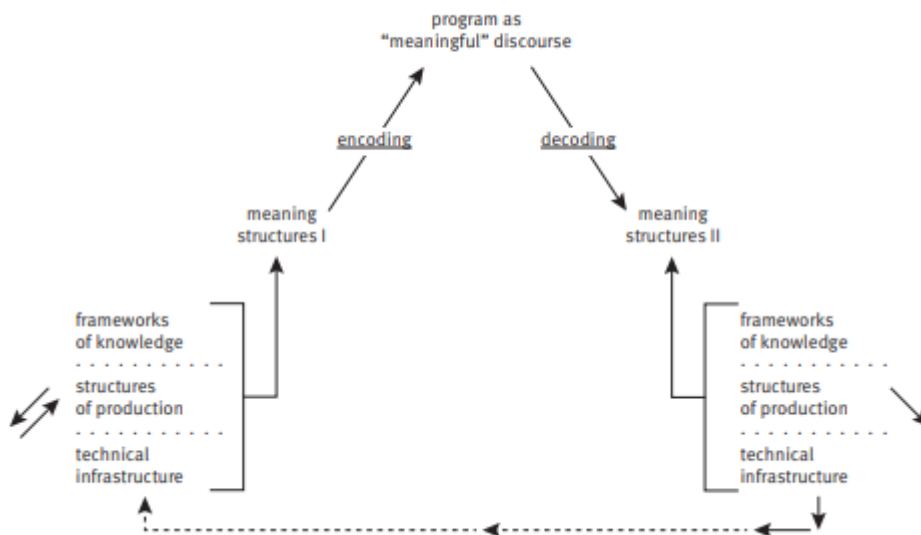 program as
“meaningful” discourse
encoding
decoding
meaning
structures I
meaning
structures II
frameworks
of knowledge
structures
of production
technical
infrastructure
frameworks
of knowledge
structures
of production
technical
infrastructure